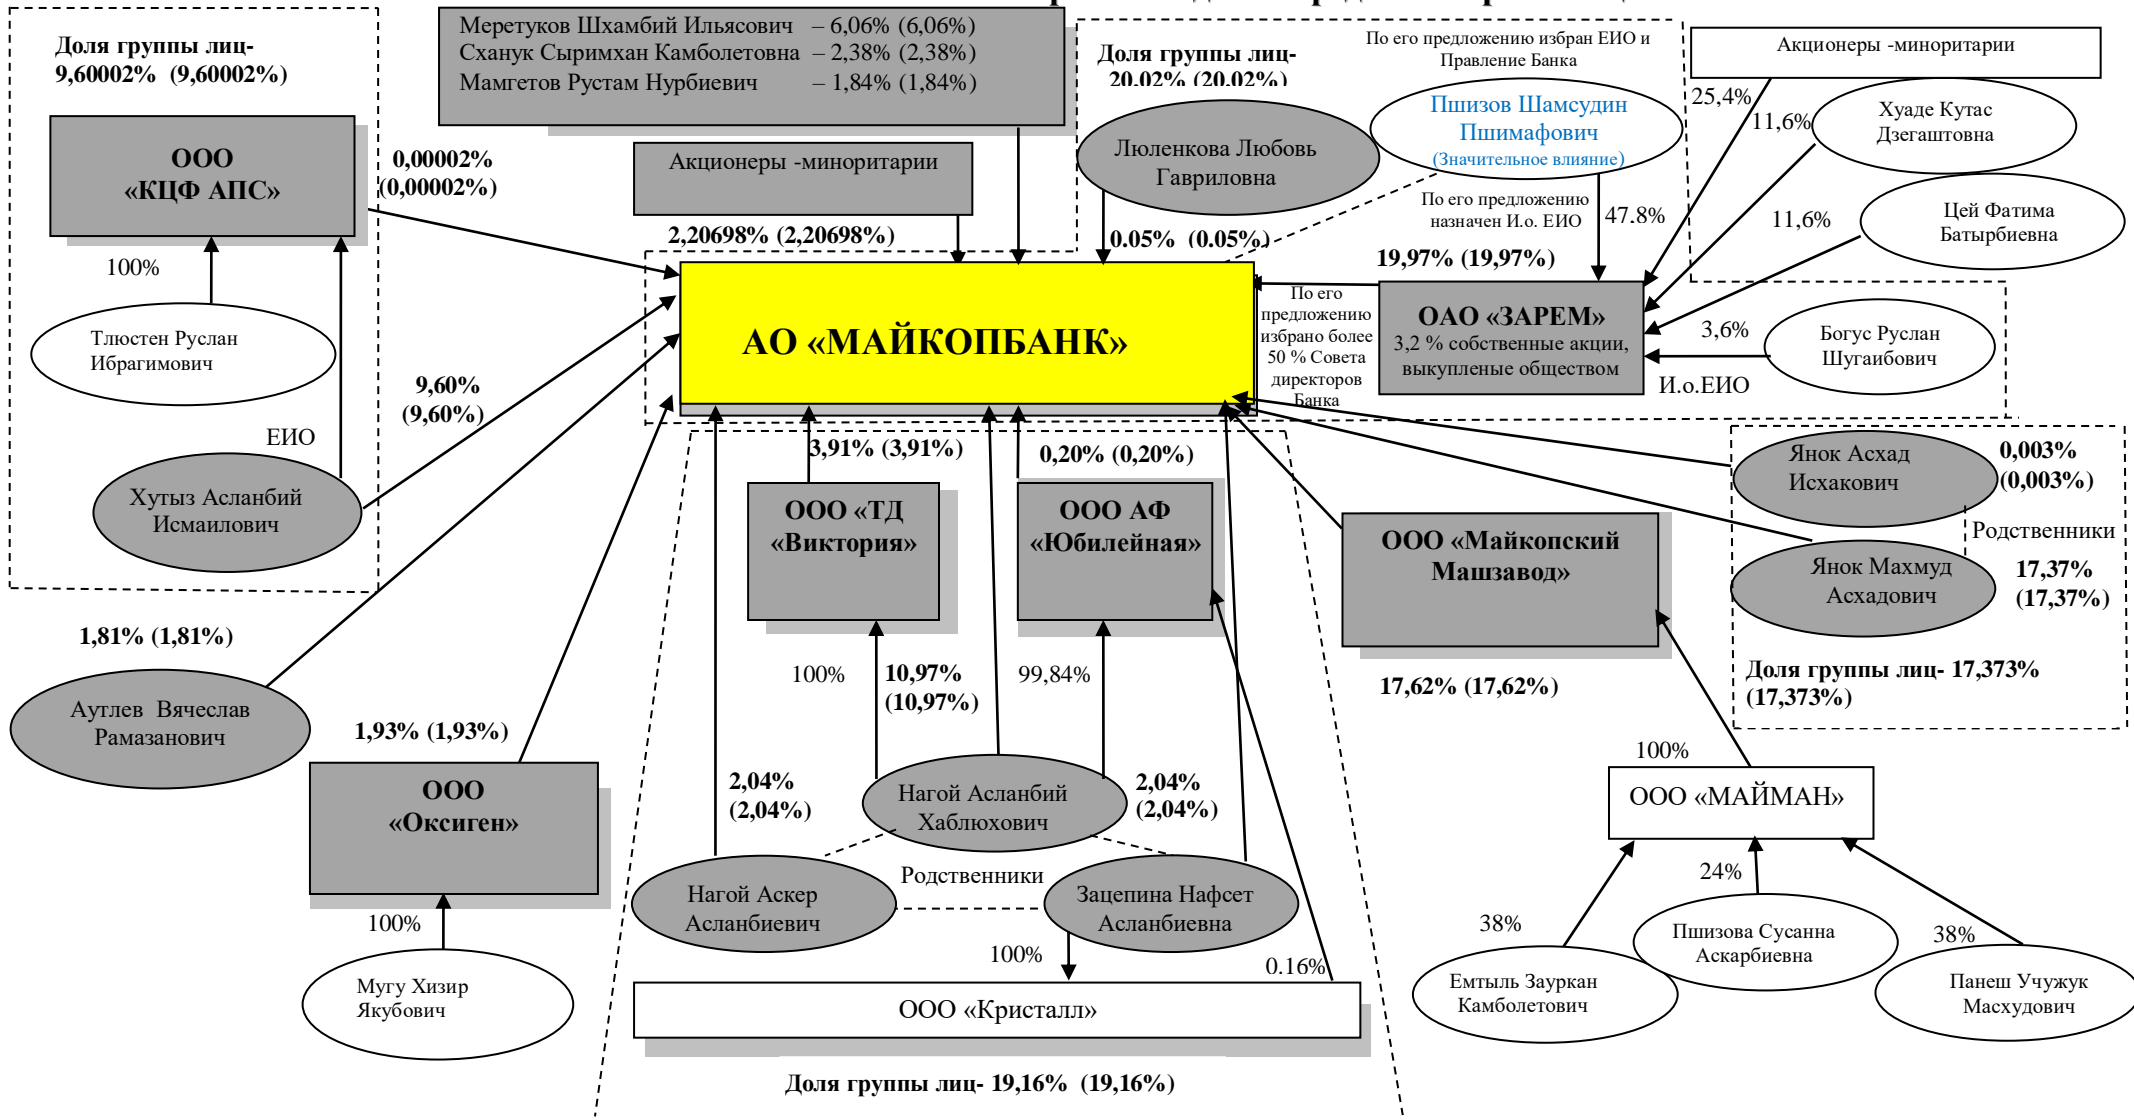 Доля группы лиц-
9,60002% (9,60002%)
ООО
«КЦФ АПС»
0,00002%
(0,00002%)
100%
Тлюстен Руслан
Ибрагимович
ЕИО
Хутыз Асланбий
Исмаилович
9,60%
(9,60%)
Меретуков Шхамбий Ильясович – 6,06% (6,06%)
Сханук Сыримхан Камболетовна – 2,38% (2,38%)
Мамгетов Рустам Нурбиевич – 1,84% (1,84%)
Акционеры -миноритарии
2,20698% (2,20698%)
Доля группы лиц-
20,02% (20,02%)
Люленкова Любовь
Гавриловна
0,05% (0,05%)
По его предложению избран ЕИО и
Правление Банка
Пшизов Шамсудин
Пшимафович
(Значительное влияние)
По его предложению
назначен И.о. ЕИО
47.8%
19,97% (19,97%)
Акционеры -миноритарии
25,4%
11,6%
Хуаде Кутас
Дзегаштовна
11,6%
Цей Фатима
Батырбиевна
3,6%
Богус Руслан
Шугаибович
И.о.ЕИО
ОАО «ЗАРЕМ»
3,2 % собственные акции,
выкупленые обществом
По его
предложению
избрано более
50 % Совета
директоров
Банка
АО «МАЙКОПБАНК»
1,81% (1,81%)
Аутлев Вячеслав
Рамазанович
1,93% (1,93%)
ООО
«Оксиген»
100%
Мугу Хизир
Якубович
3,91% (3,91%)
0,20% (0,20%)
ООО «ТД
«Виктория»
ООО АФ
«Юбилейная»
100%
10,97%
(10,97%)
99,84%
2,04%
(2,04%)
Нагой Асланбий
Хаблюхович
2,04%
(2,04%)
Родственники
Нагой Аскер
Асланбиевич
Зацепина Нафсет
Асланбиевна
100%
0.16%
ООО «Кристалл»
Доля группы лиц- 19,16% (19,16%)
ООО «Майкопский
Машзавод»
17,62% (17,62%)
Янок Асхад
Исхакович
0,003%
(0,003%)
Родственники
Янок Махмуд
Асхадович
17,37%
(17,37%)
Доля группы лиц- 17,373%
(17,373%)
100%
ООО «МАЙМАН»
38%
24%
38%
Емтыль Зауркан
Камболетович
Пшизова Сусанна
Аскарбиевна
Панеш Учужук
Масхудович